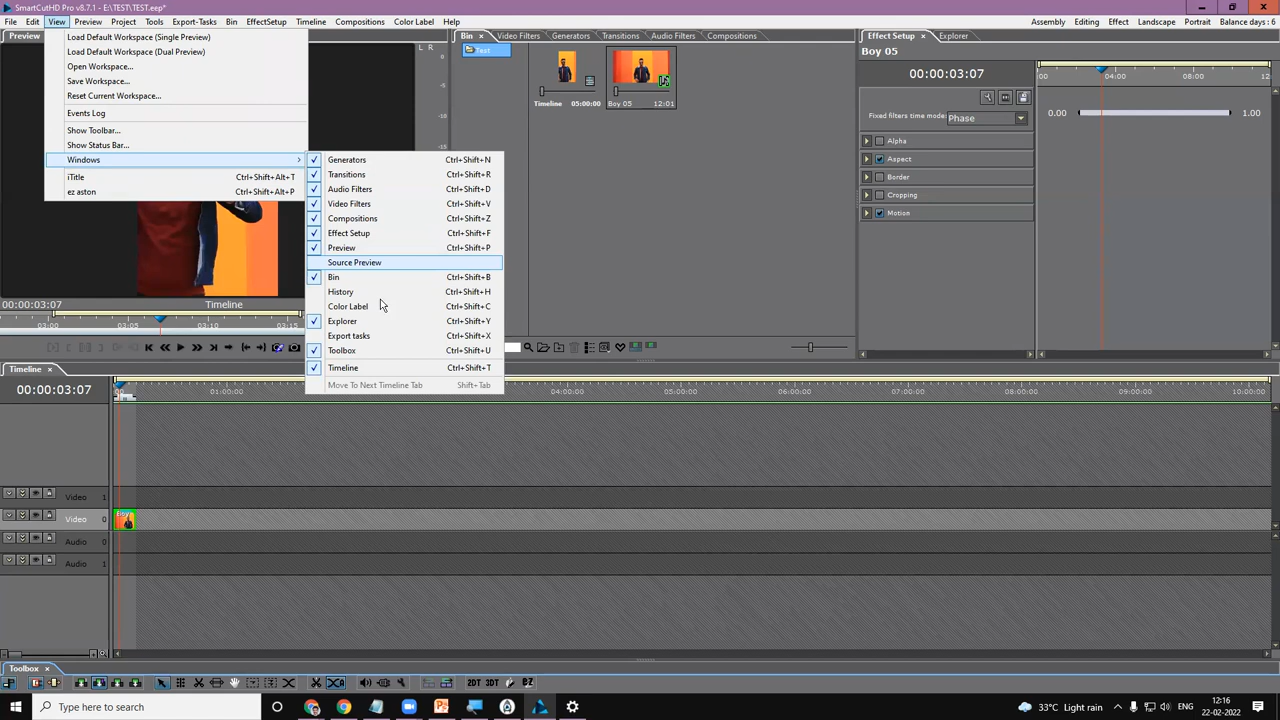 SmartCutHD Pro v8.7.1 - E:\TEST\TEST.eep*
File Edit View Preview Project Tools Export-Tasks Bin EffectSetup Timeline Compositions Color Label Help
Assembly Editing Effect Landscape Portrait Balance days : 6
Preview
Load Default Workspace (Single Preview)
Load Default Workspace (Dual Preview)
Open Workspace...
Save Workspace...
Reset Current Workspace...
Events Log
Show Toolbar...
Show Status Bar...
Windows
iTitle Ctrl+Shift+Alt+T
ez aston Ctrl+Shift+Alt+P
Generators Ctrl+Shift+N
Transitions Ctrl+Shift+R
Audio Filters Ctrl+Shift+D
Video Filters Ctrl+Shift+V
Compositions Ctrl+Shift+Z
Effect Setup Ctrl+Shift+F
Preview Ctrl+Shift+P
Source Preview
Bin Ctrl+Shift+B
History Ctrl+Shift+H
Color Label Ctrl+Shift+C
Explorer Ctrl+Shift+Y
Export tasks Ctrl+Shift+X
Toolbox Ctrl+Shift+U
Timeline Ctrl+Shift+T
Move To Next Timeline Tab Shift+Tab
L R
0
-5
-10
-15
Bin x Video Filters Generators Transitions Audio Filters Compositions
Test
Timeline 05:00:00
Boy 05 12:01
Effect Setup x Explorer
Boy 05
00:00:03:07
Fixed filters time mode: Phase
Alpha
Aspect
Border
Cropping
Motion
:00 04:00 08:00 12:0
0.00 1.00
00:00:03:07 Timeline
03:00 03:05 03:10 03:15
Timeline x
00:00:03:07
01:00:00 04:00:00 05:00:00 06:00:00 07:00:00 08:00:00 09:00:00 10:00:00
Video 1
Video 0
Audio 0
Audio 1
Toolbox x
2DT 3DT
Type here to search
33°C Light rain
ENG
12:16
22-02-2022